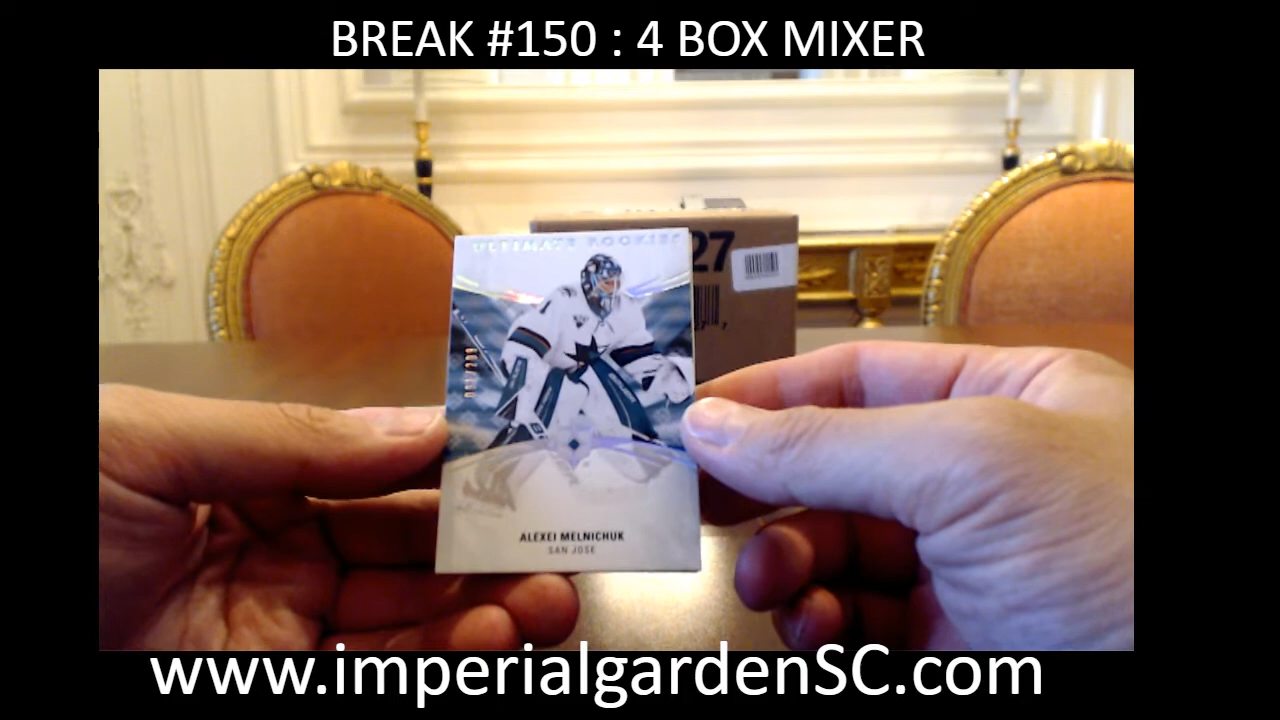 BREAK #150 : 4 BOX MIXER
ULTIMATE ROOKIES
27
ALEXEI MELNICHUK
SAN JOSE
www.imperialgardenSC.com